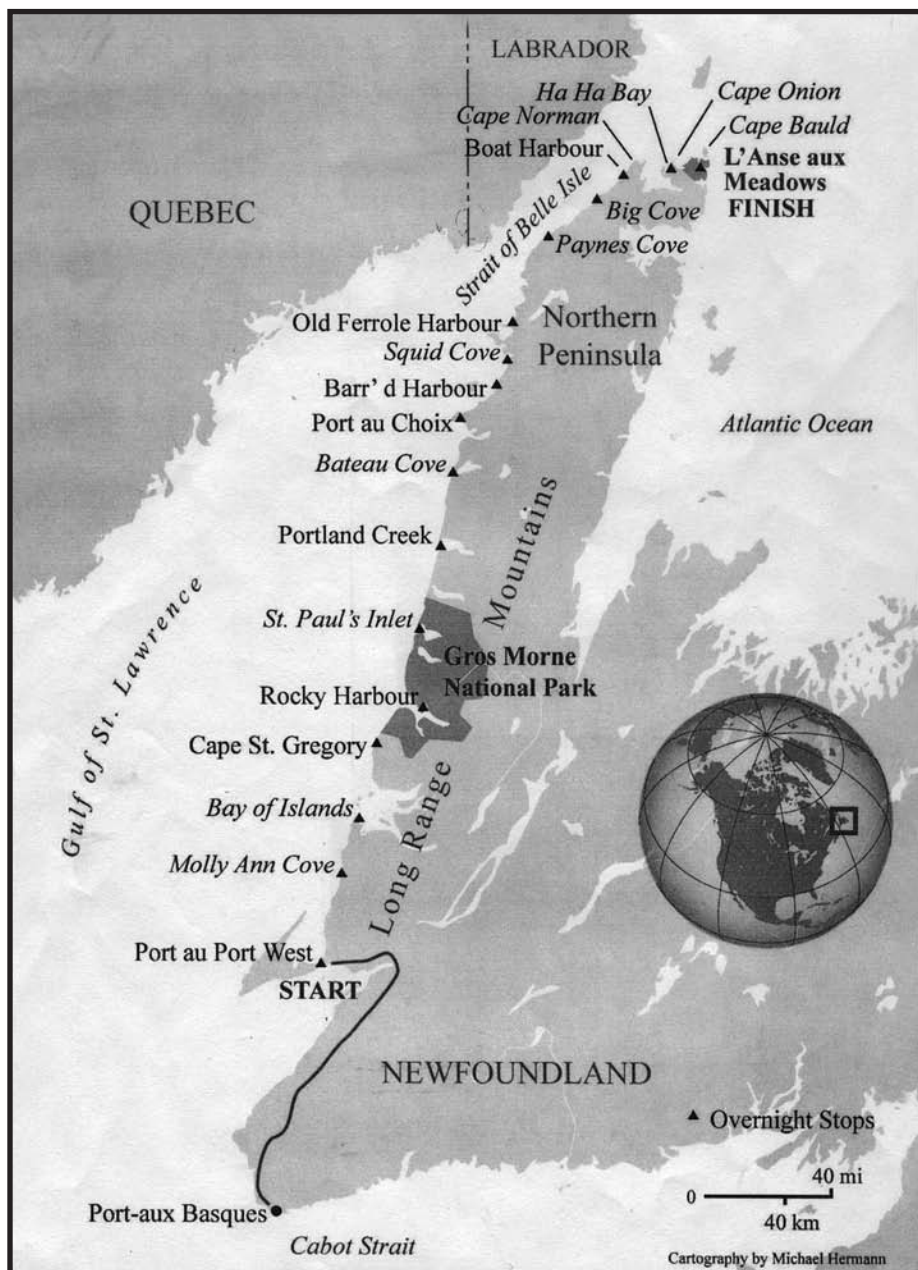 LABRADOR
Ha Ha Bay
Cape Onion
Cape Norman
Cape Bauld
Boat Harbour
L'Anse aux
Meadows
FINISH
QUEBEC
Strait of Belle Isle
Big Cove
Paynes Cove
Old Ferrole Harbour
Northern
Peninsula
Squid Cove
Barr' d Harbour
Port au Choix
Atlantic Ocean
Bateau Cove
Portland Creek
Mountains
St. Paul's Inlet
Gros Morne
National Park
Gulf of St. Lawrence
Rocky Harbour
Cape St. Gregory
Bay of Islands
Long Range
Molly Ann Cove
Port au Port West
START
NEWFOUNDLAND
Overnight Stops
40 mi
0
40 km
Port-aux Basques
Cabot Strait
Cartography by Michael Hermann